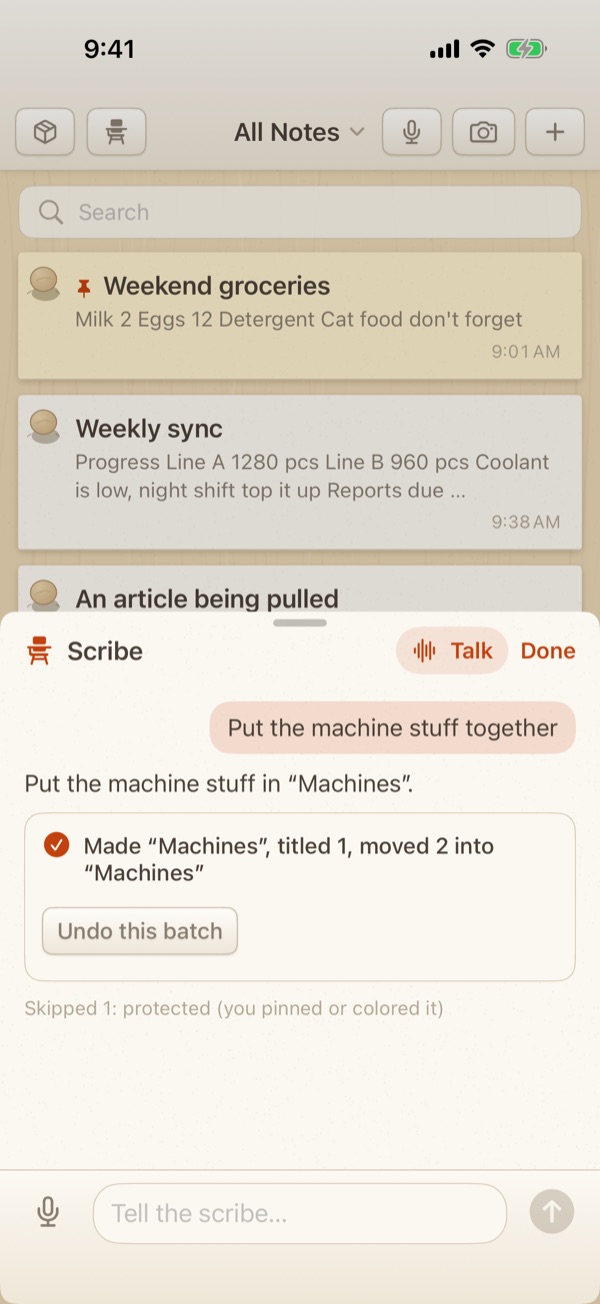 9:41
All Notes
Search
Weekend groceries
Milk 2 Eggs 12 Detergent Cat food don't forget
9:01 AM
Weekly sync
Progress Line A 1280 pcs Line B 960 pcs Coolant
is low, night shift top it up Reports due ...
9:38 AM
An article being pulled
Scribe
Talk
Done
Put the machine stuff together
Put the machine stuff in “Machines”.
Made “Machines”, titled 1, moved 2 into
“Machines”
Undo this batch
Skipped 1: protected (you pinned or colored it)
Tell the scribe...